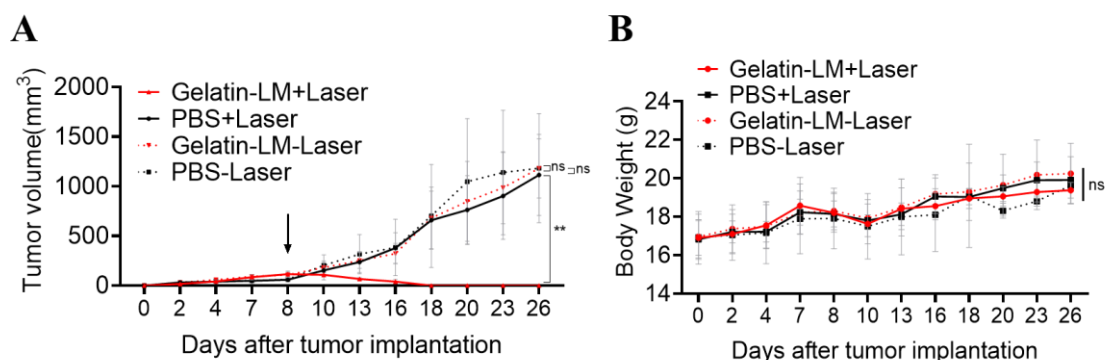 A
Tumor volume(mm³)
2000
1500
1000
500
0
Gelatin-LM+Laser
PBS+Laser
Gelatin-LM-Laser
PBS-Laser
ns
ns
**
0 2 4 7 8 10 13 16 18 20 23 26
Days after tumor implantation
B
Body Weight (g)
24
22
20
18
16
14
Gelatin-LM+Laser
PBS+Laser
Gelatin-LM-Laser
PBS-Laser
ns
0 2 4 7 8 10 13 16 18 20 23 26
Days after tumor implantation